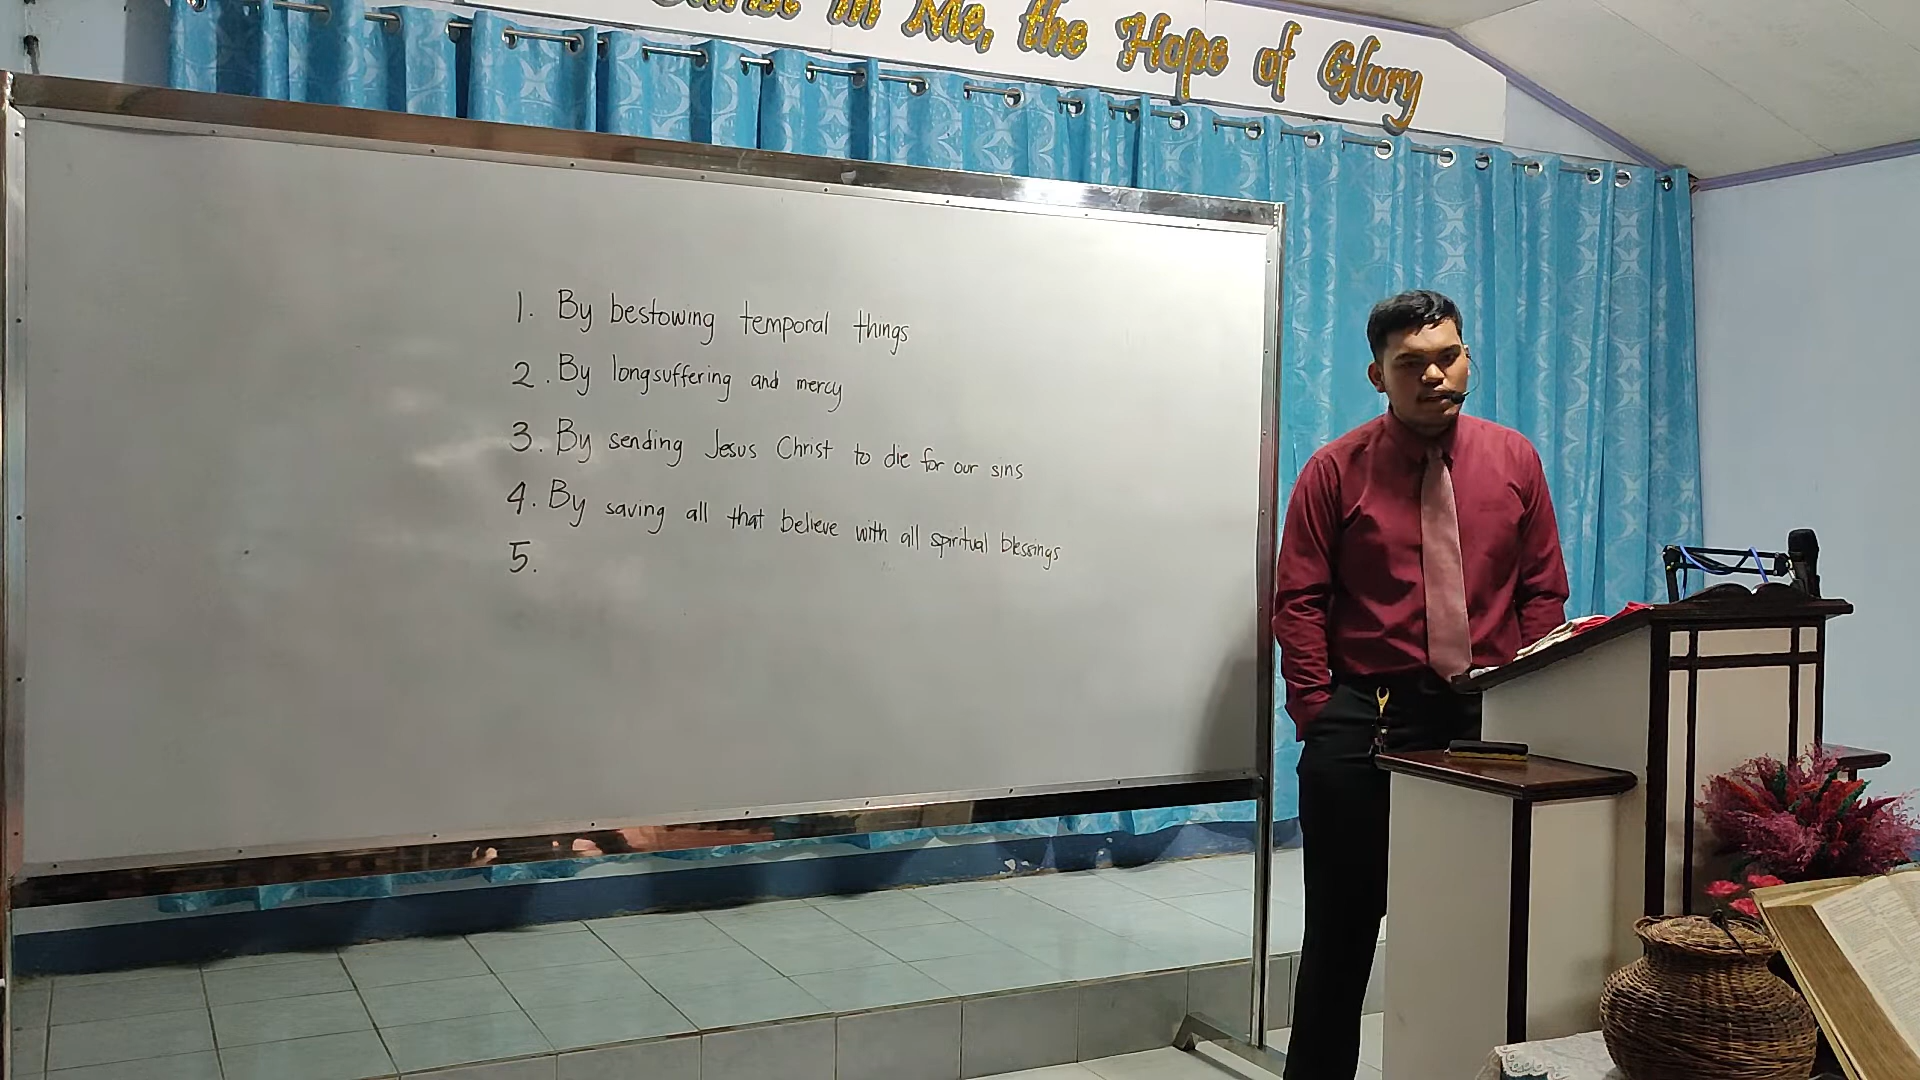 in Me, the Hope of Glory
1. By bestowing temporal things
2. By longsuffering and mercy
3. By sending Jesus Christ to die for our sins
4. By saving all that believe with all spiritual blessings
5.